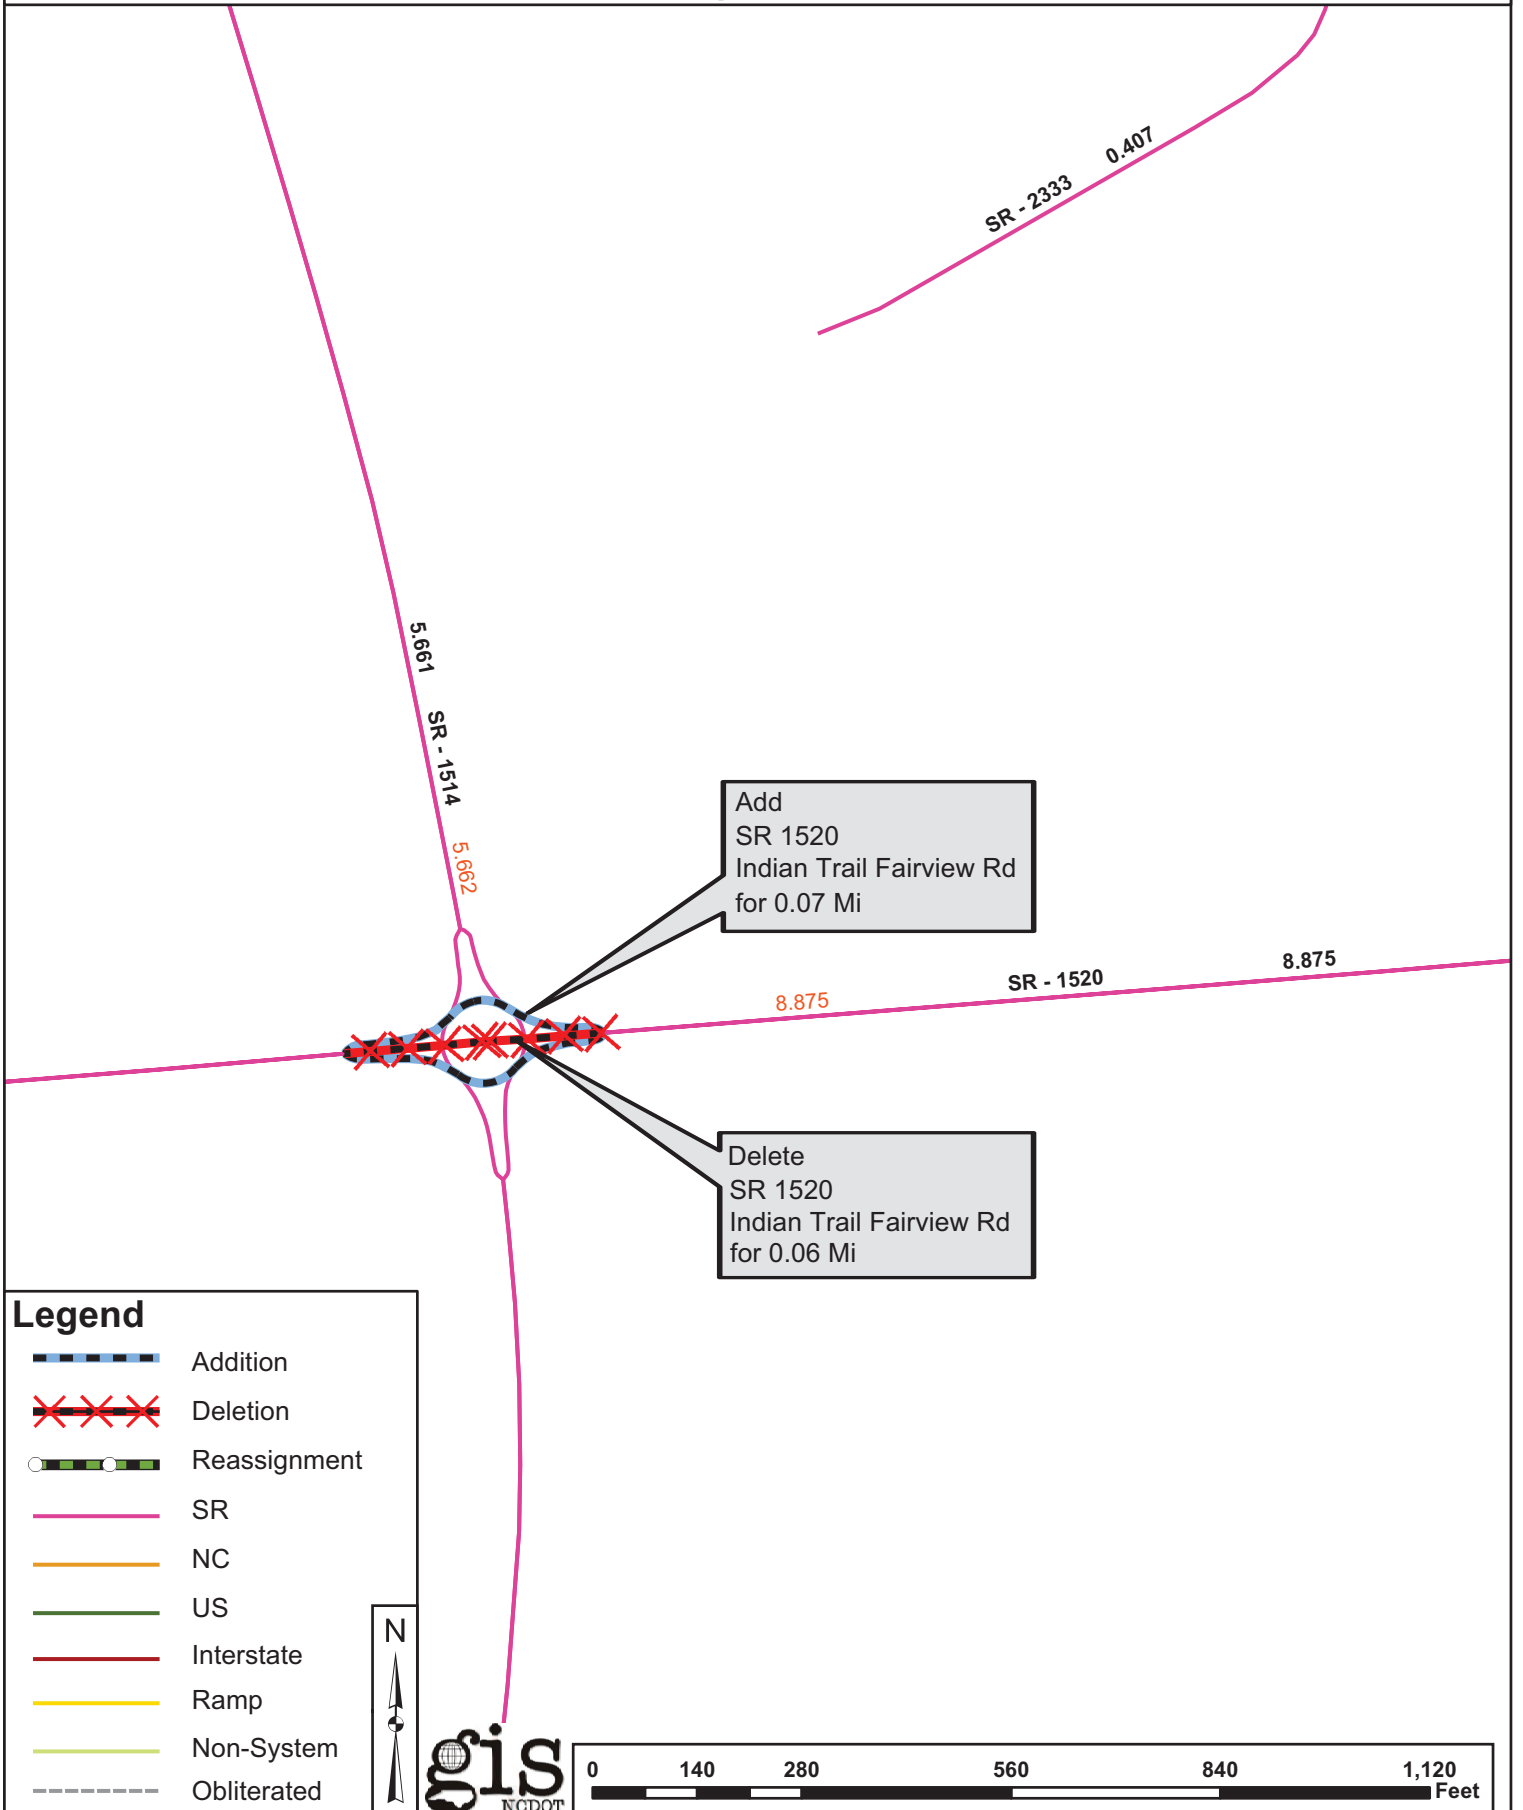 0.407
SR - 2333
5.661
SR - 1514
5.662
Add
SR 1520
Indian Trail Fairview Rd
for 0.07 Mi
8.875
SR - 1520
8.875
Delete
SR 1520
Indian Trail Fairview Rd
for 0.06 Mi
Legend
Addition
Deletion
Reassignment
SR
NC
US
Interstate
Ramp
Non-System
Obliterated
N
gis
NCDOT
0 140 280 560 840 1,120
Feet